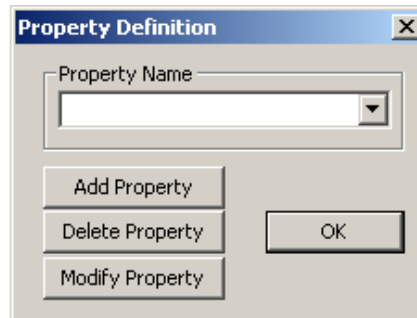 Property Definition
Property Name
Add Property
Delete Property
OK
Modify Property